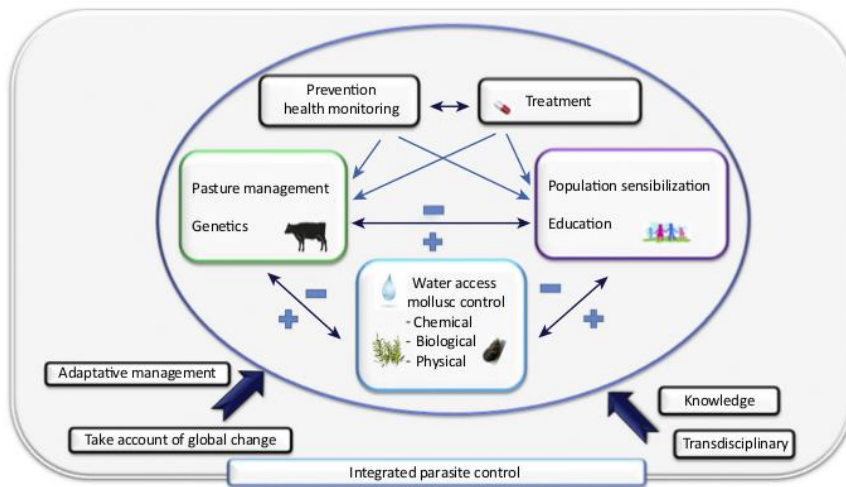 Prevention
health monitoring
Treatment
Pasture management
Genetics
Population sensibilization
Education
Water access
mollusc control
- Chemical
- Biological
- Physical
Adaptative management
Take account of global change
Knowledge
Transdisciplinary
Integrated parasite control